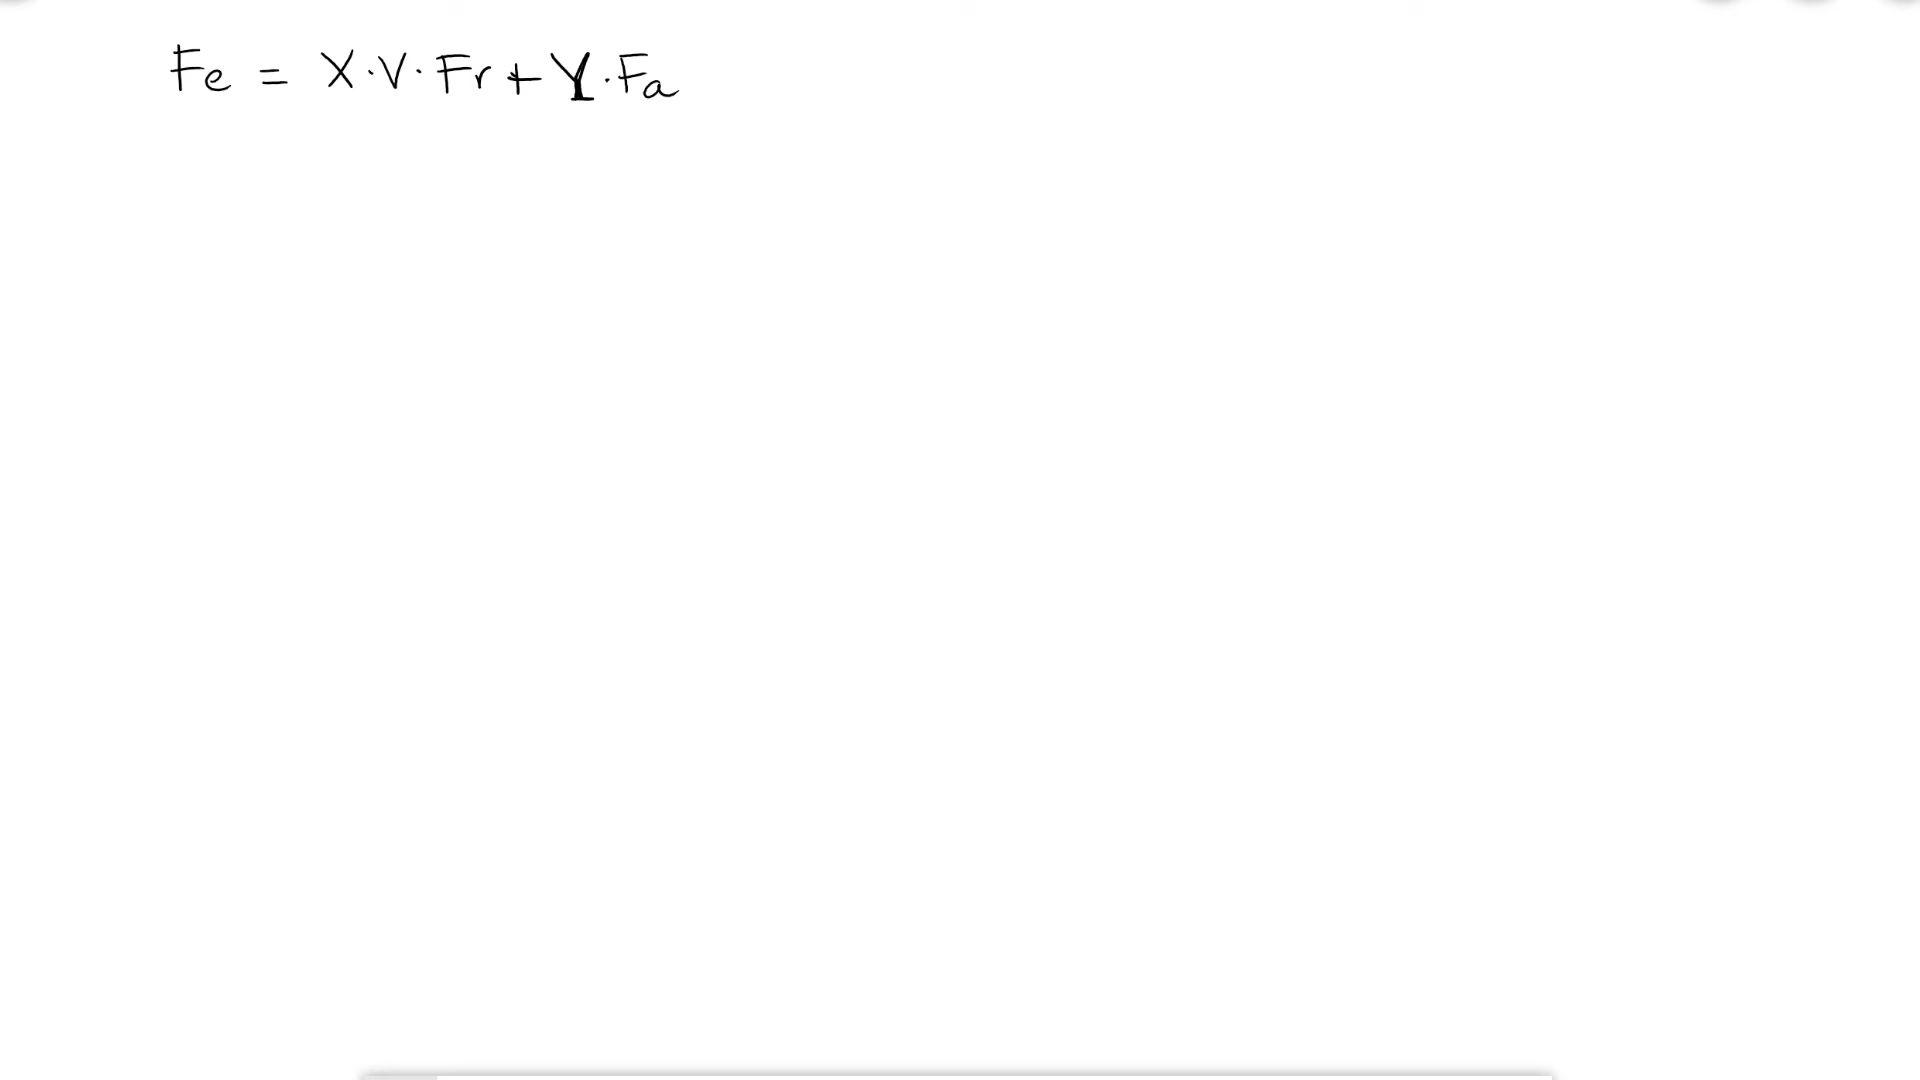 Fe = X·V·Fr + Y·Fa